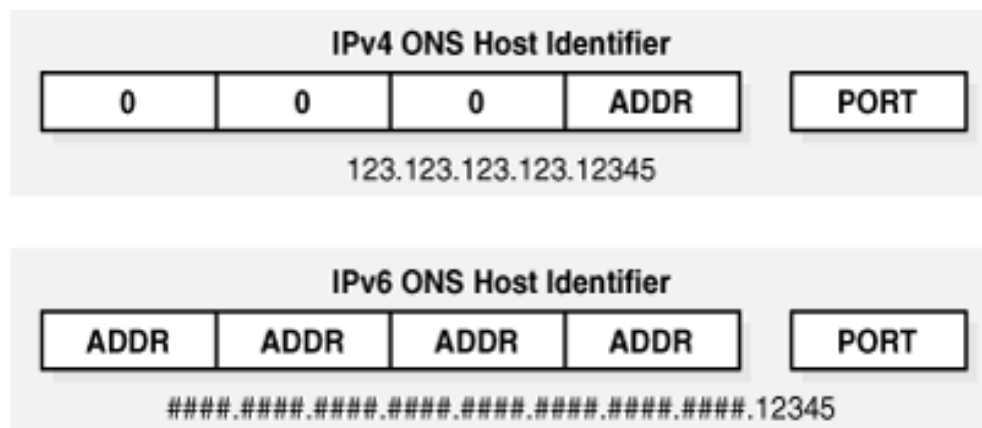 IPv4 ONS Host Identifier
0 0 0 ADDR PORT
123.123.123.123.12345
IPv6 ONS Host Identifier
ADDR ADDR ADDR ADDR PORT
####.####.####.####.####.####.####.####.12345